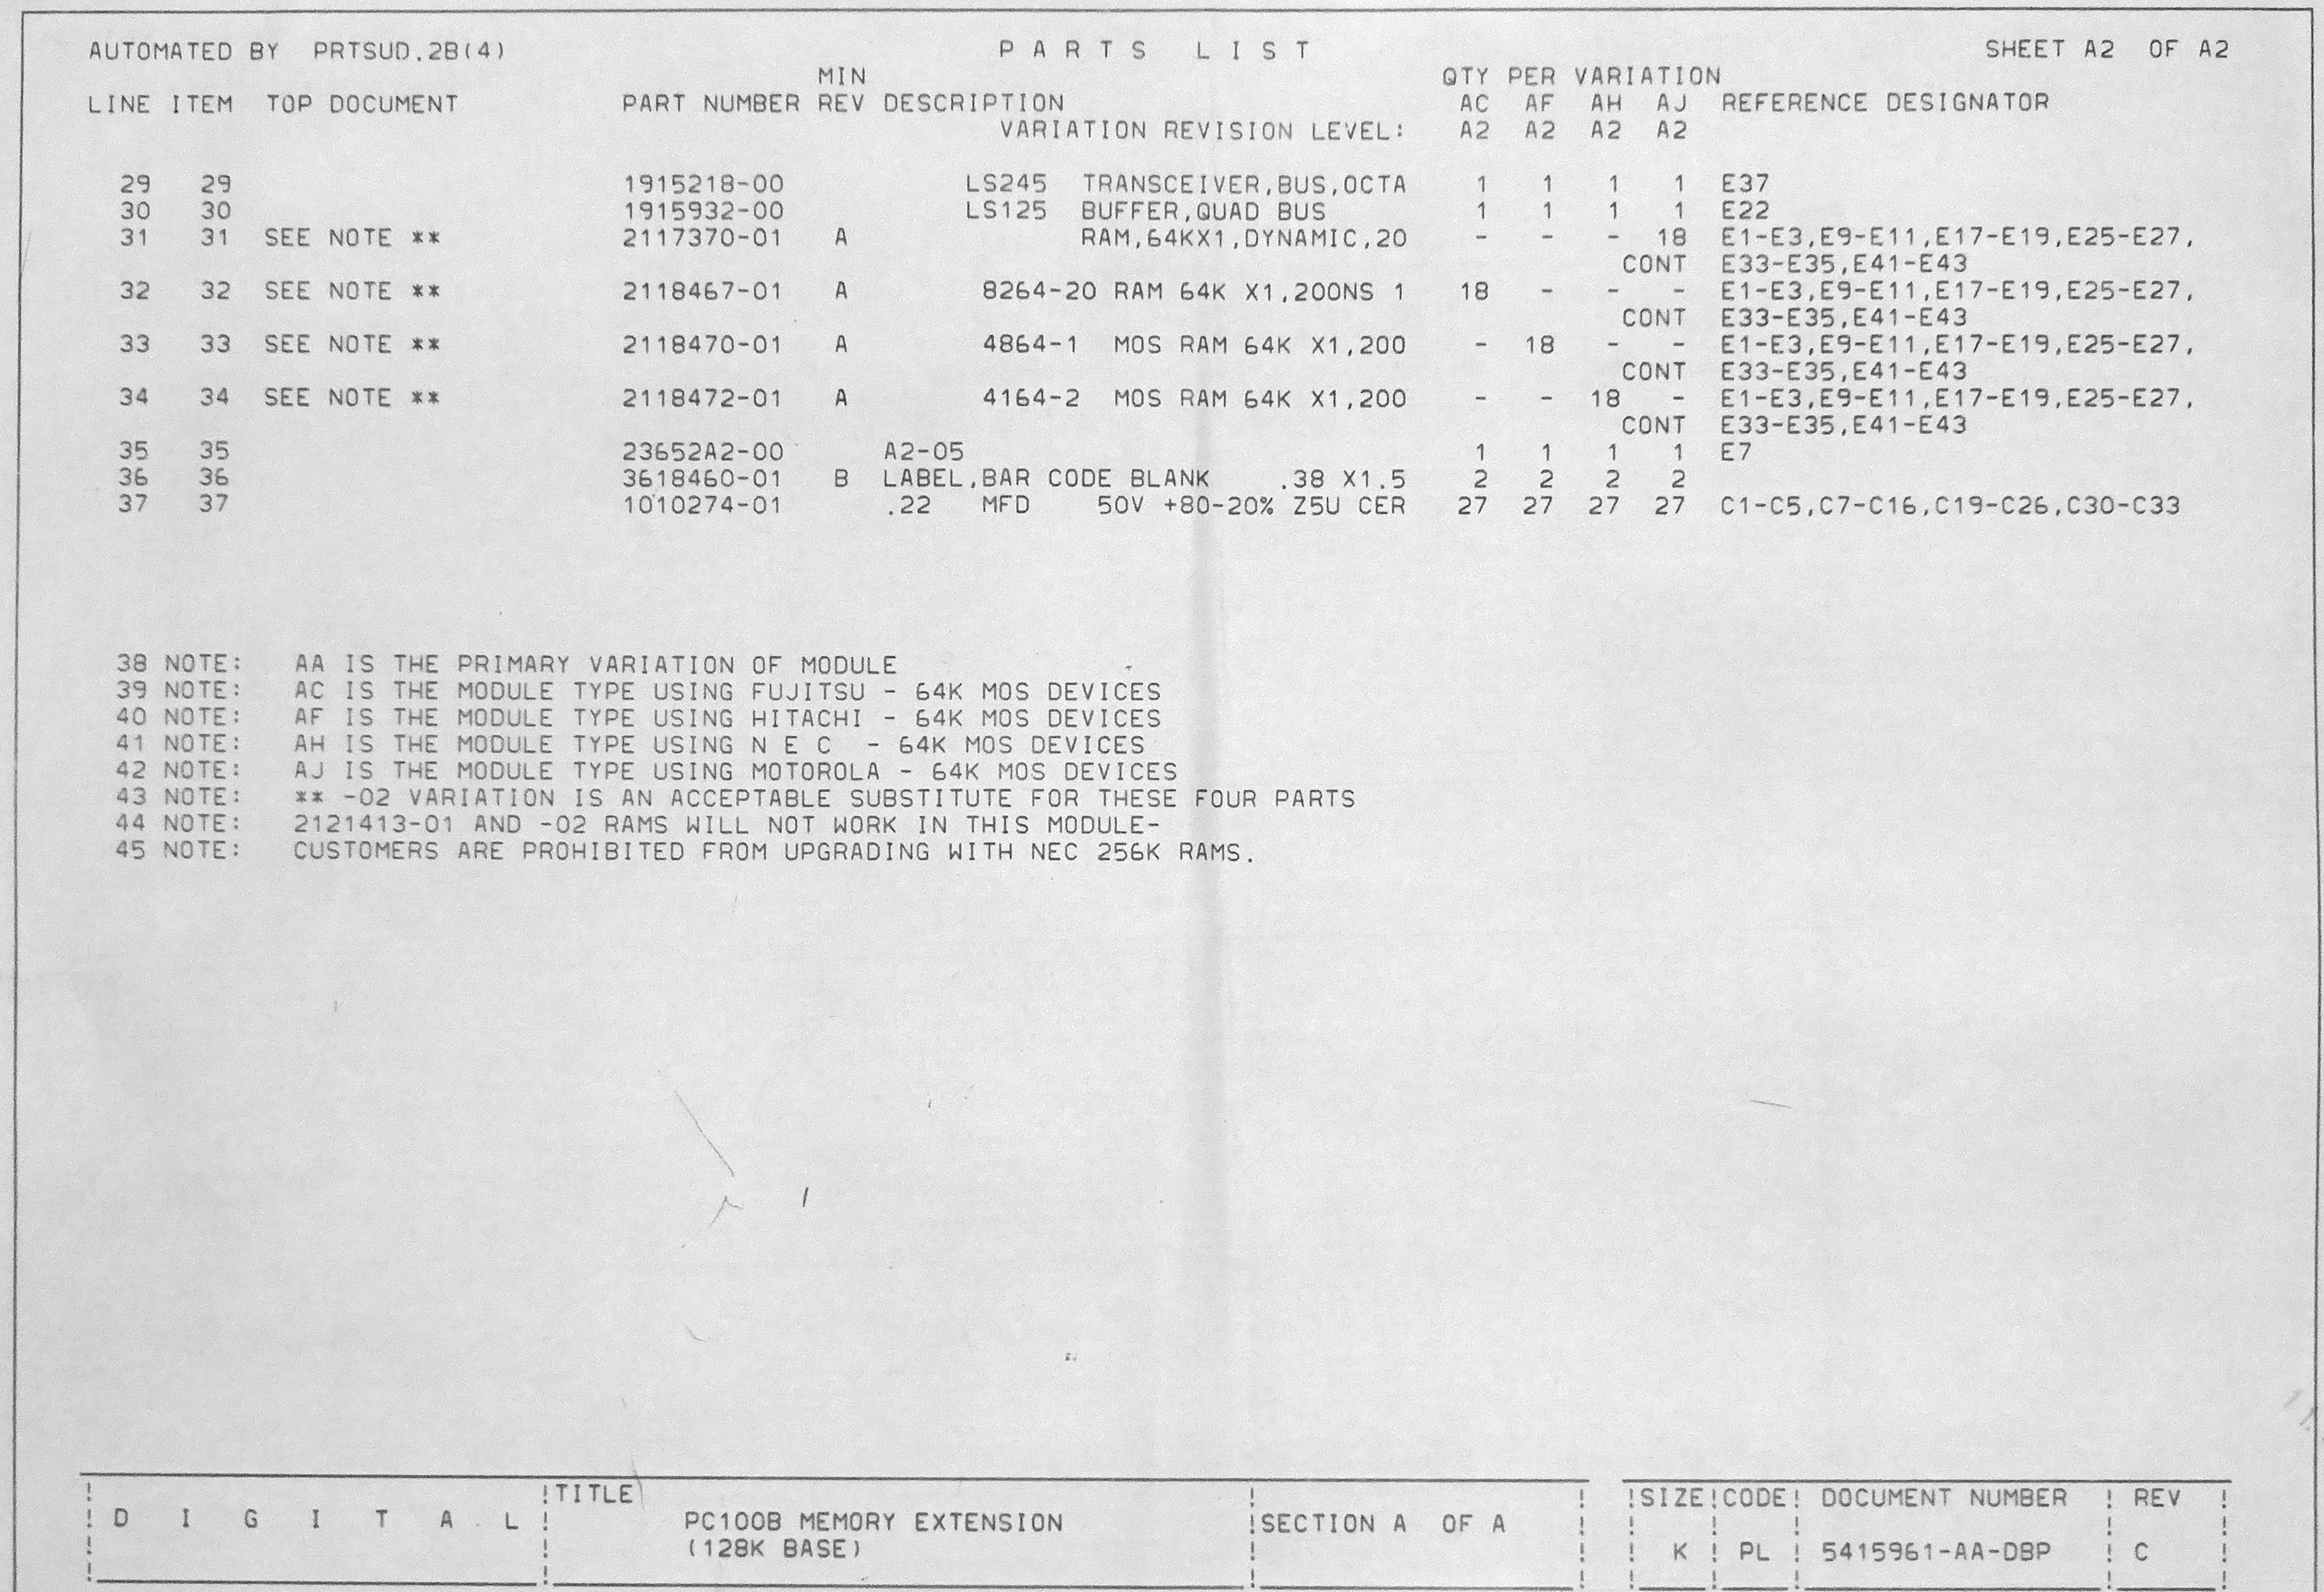 AUTOMATED BY PRTSUD.2B(4) P A R T S L I S T SHEET A2 OF A2
MIN QTY PER VARIATION
LINE ITEM TOP DOCUMENT PART NUMBER REV DESCRIPTION AC AF AH AJ REFERENCE DESIGNATOR
VARIATION REVISION LEVEL: A2 A2 A2 A2
29 29 1915218-00 LS245 TRANSCEIVER,BUS,OCTA 1 1 1 1 E37
30 30 1915932-00 LS125 BUFFER,QUAD BUS 1 1 1 1 E22
31 31 SEE NOTE ** 2117370-01 A RAM,64KX1,DYNAMIC,20 - - - 18 E1-E3,E9-E11,E17-E19,E25-E27,
CONT E33-E35,E41-E43
32 32 SEE NOTE ** 2118467-01 A 8264-20 RAM 64K X1,200NS 1 18 - - - E1-E3,E9-E11,E17-E19,E25-E27,
CONT E33-E35,E41-E43
33 33 SEE NOTE ** 2118470-01 A 4864-1 MOS RAM 64K X1,200 - 18 - - E1-E3,E9-E11,E17-E19,E25-E27,
CONT E33-E35,E41-E43
34 34 SEE NOTE ** 2118472-01 A 4164-2 MOS RAM 64K X1,200 - - 18 - E1-E3,E9-E11,E17-E19,E25-E27,
CONT E33-E35,E41-E43
35 35 23652A2-00 A2-05 1 1 1 1 E7
36 36 3618460-01 B LABEL,BAR CODE BLANK .38 X1.5 2 2 2 2
37 37 1010274-01 .22 MFD 50V +80-20% Z5U CER 27 27 27 27 C1-C5,C7-C16,C19-C26,C30-C33
38 NOTE: AA IS THE PRIMARY VARIATION OF MODULE
39 NOTE: AC IS THE MODULE TYPE USING FUJITSU - 64K MOS DEVICES
40 NOTE: AF IS THE MODULE TYPE USING HITACHI - 64K MOS DEVICES
41 NOTE: AH IS THE MODULE TYPE USING N E C - 64K MOS DEVICES
42 NOTE: AJ IS THE MODULE TYPE USING MOTOROLA - 64K MOS DEVICES
43 NOTE: ** -02 VARIATION IS AN ACCEPTABLE SUBSTITUTE FOR THESE FOUR PARTS
44 NOTE: 2121413-01 AND -02 RAMS WILL NOT WORK IN THIS MODULE-
45 NOTE: CUSTOMERS ARE PROHIBITED FROM UPGRADING WITH NEC 256K RAMS.
TITLE SIZE CODE DOCUMENT NUMBER REV
D I G I T A L PC100B MEMORY EXTENSION SECTION A OF A
(128K BASE) K PL 5415961-AA-DBP C